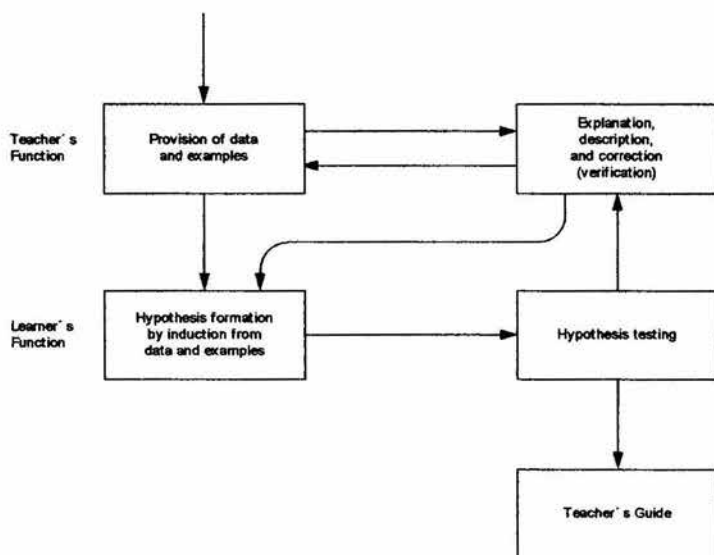 Teacher´s
Function
Provision of data
and examples
Explanation,
description,
and correction
(verification)
Learner´s
Function
Hypothesis formation
by induction from
data and examples
Hypothesis testing
Teacher´s Guide